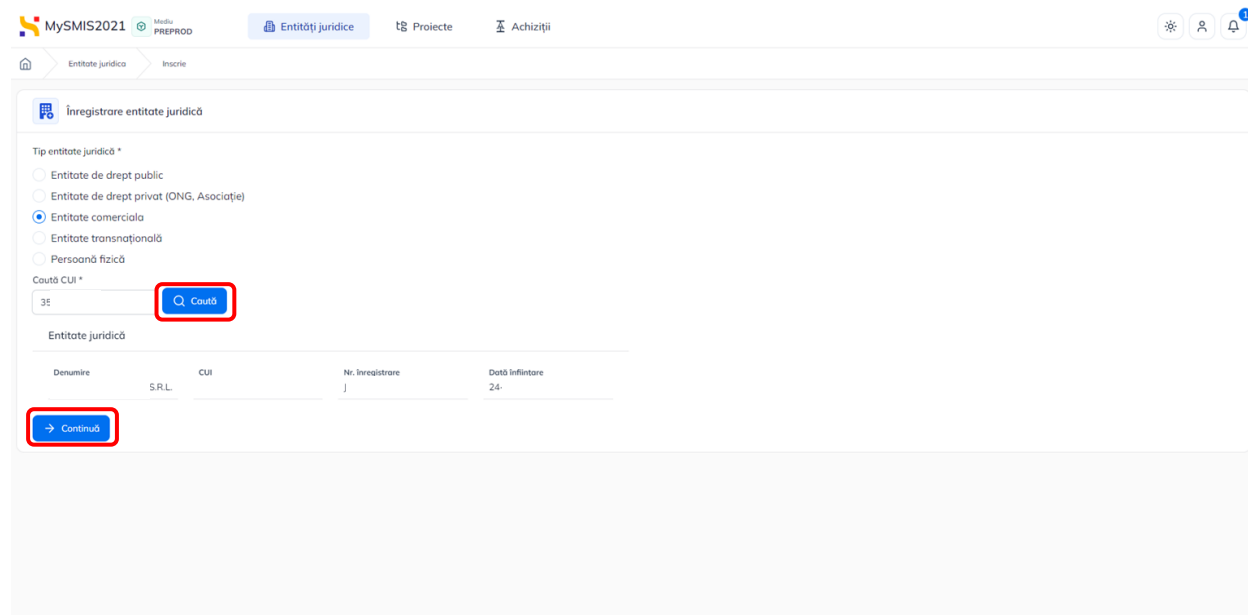 MySMIS2021 Mediu PREPROD Entități juridice Proiecte Achiziții 1
Entitate juridica Inscrie
Înregistrare entitate juridică
Tip entitate juridică *
Entitate de drept public
Entitate de drept privat (ONG, Asociație)
Entitate comerciala
Entitate transnațională
Persoană fizică
Caută CUI *
35 Caută
Entitate juridică
Denumire CUI Nr. înregistrare Dată înființare
S.R.L. J 24-
Continuă